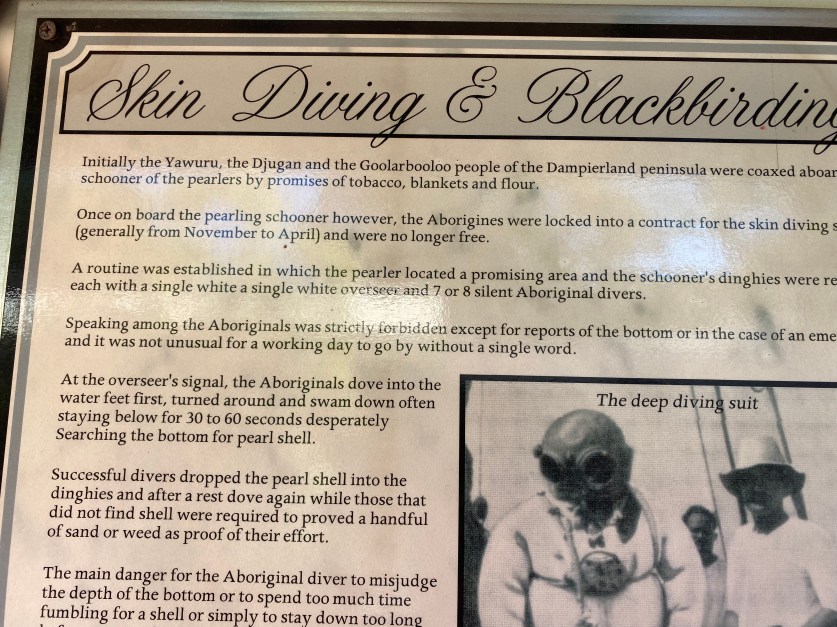 Skin Diving & Blackbirding
Initially the Yawuru, the Djugan and the Goolarbooloo people of the Dampierland peninsula were coaxed
schooner of the pearlers by promises of tobacco, blankets and flour.
Once on board the pearling schooner however, the Aborigines were locked into a contract for the skin diving
(generally from November to April) and were no longer free.
A routine was established in which the pearler located a promising area and the schooner's dinghies were
each with a single white a single white overseer and 7 or 8 silent Aboriginal divers.
Speaking among the Aboriginals was strictly forbidden except for reports of the bottom or in the case of an
and it was not unusual for a working day to go by without a single word.
At the overseer's signal, the Aboriginals dove into the
water feet first, turned around and swam down often
staying below for 30 to 60 seconds desperately
Searching the bottom for pearl shell.
Successful divers dropped the pearl shell into the
dinghies and after a rest dove again while those that
did not find shell were required to proved a handful
of sand or weed as proof of their effort.
The main danger for the Aboriginal diver to misjudge
the depth of the bottom or to spend too much time
fumbling for a shell or simply to stay down too long
The deep diving suit